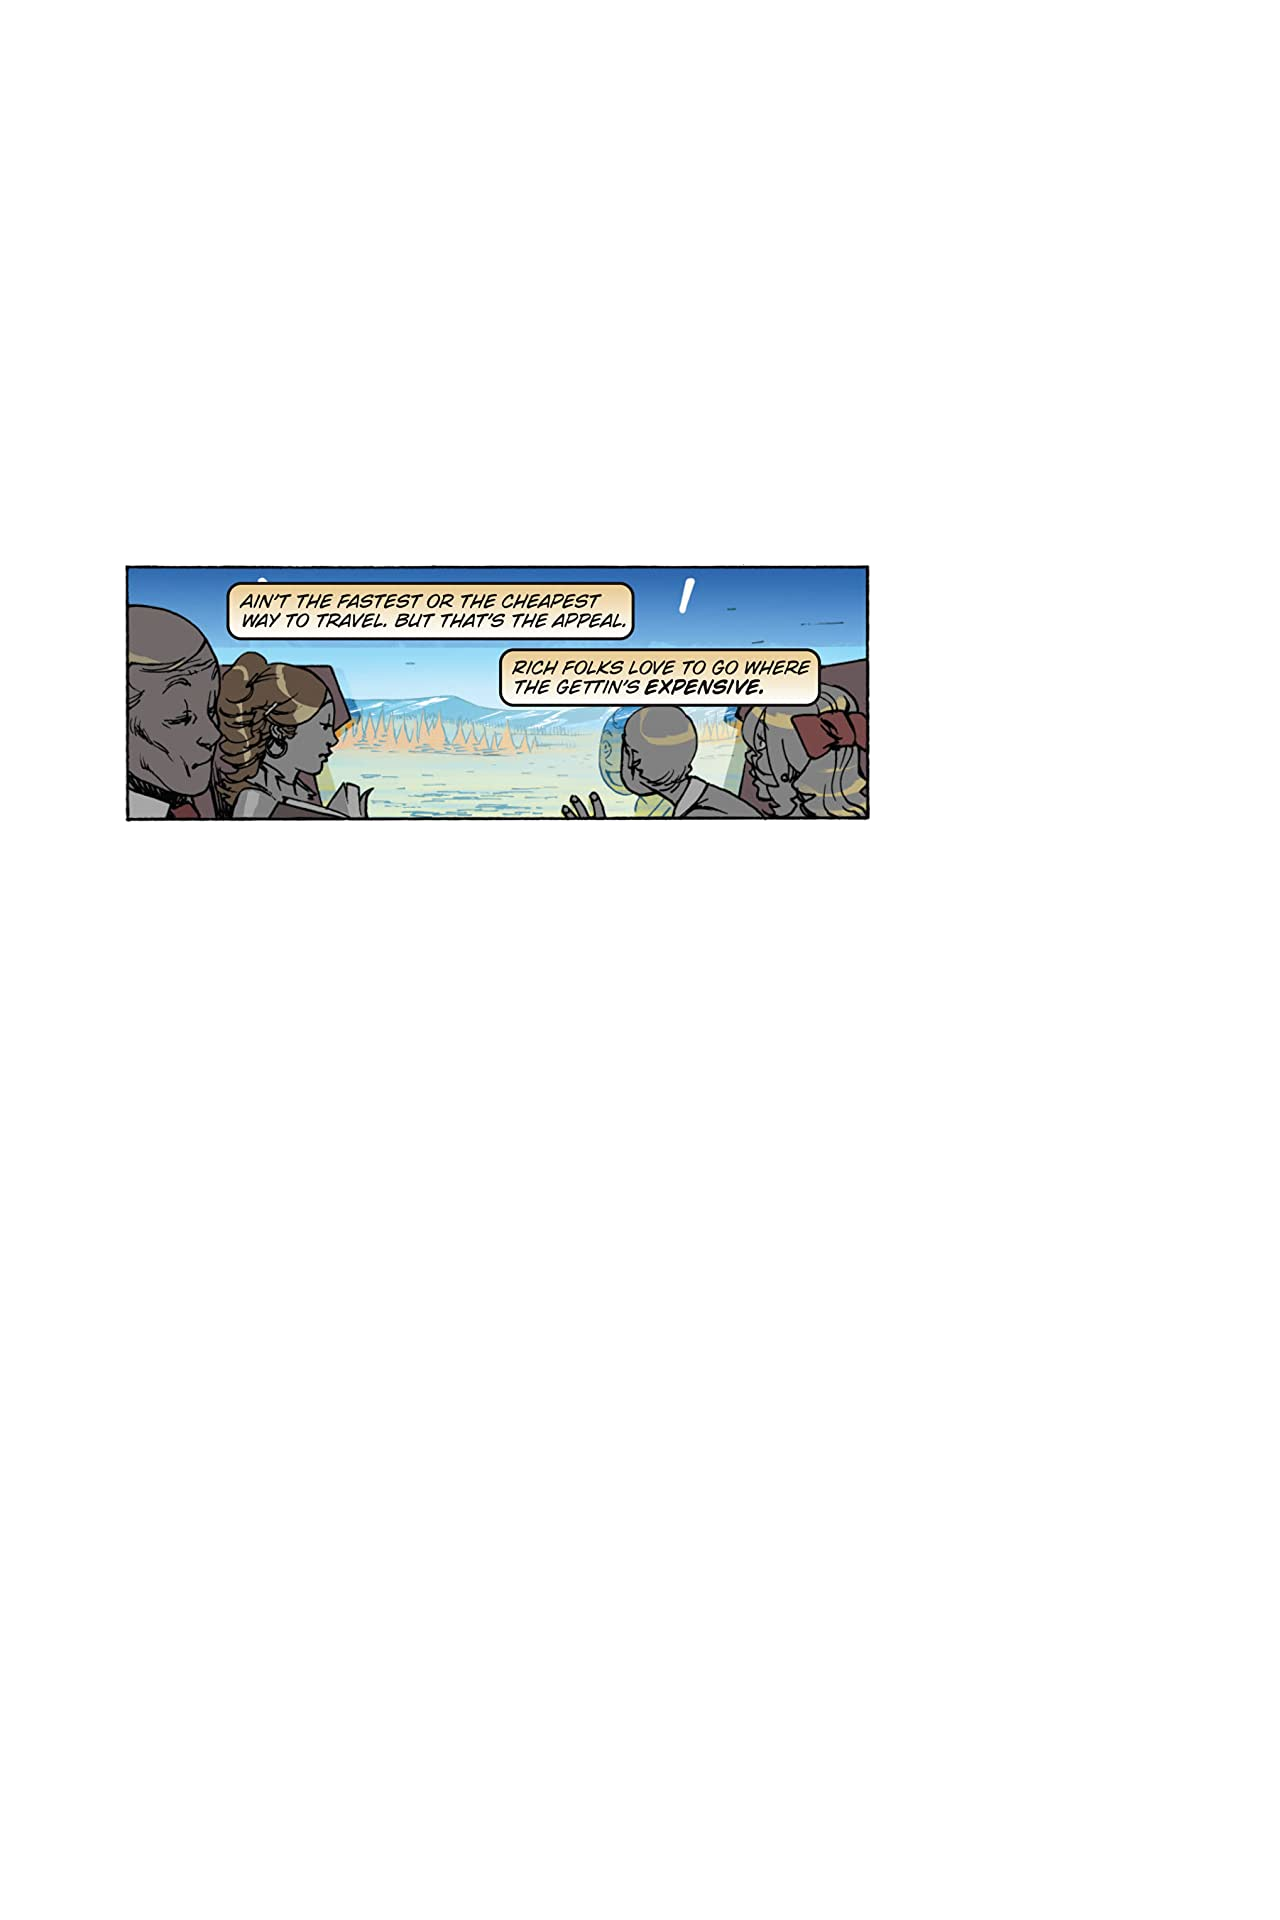 AIN'T THE FASTEST OR THE CHEAPEST
WAY TO TRAVEL. BUT THAT'S THE APPEAL.
RICH FOLKS LOVE TO GO WHERE
THE GETTIN'S EXPENSIVE.